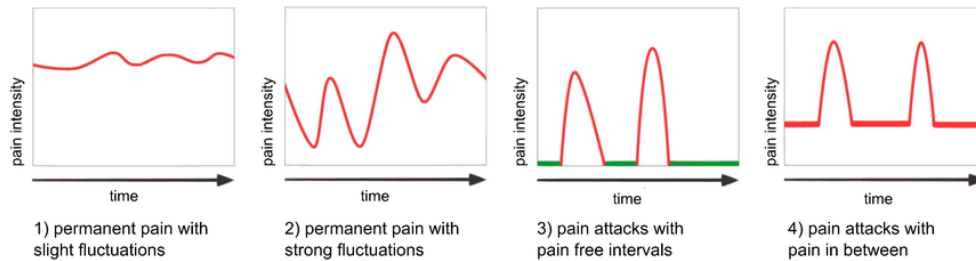 pain intensity
time
1) permanent pain with
slight fluctuations
pain intensity
time
2) permanent pain with
strong fluctuations
pain intensity
time
3) pain attacks with
pain free intervals
pain intensity
time
4) pain attacks with
pain in between